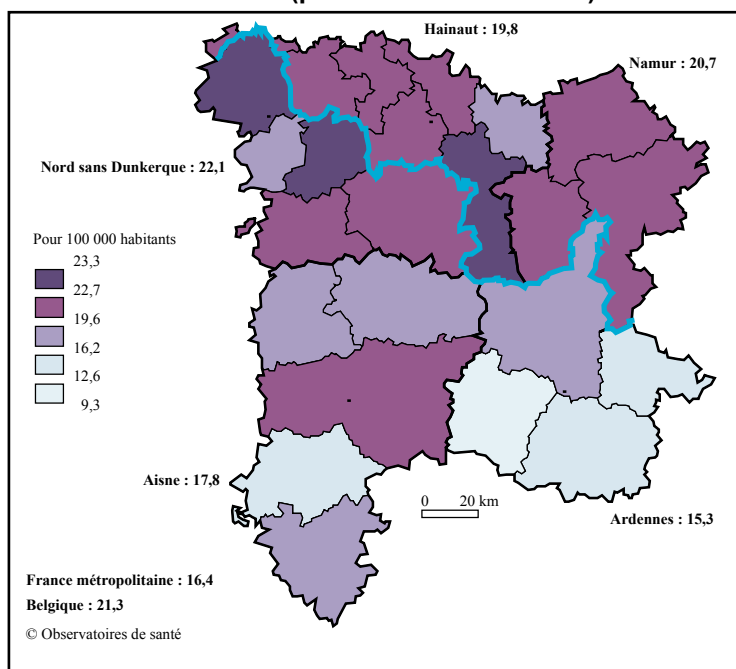 Hainaut : 19,8
Namur : 20,7
Nord sans Dunkerque : 22,1
Pour 100 000 habitants
23,3
22,7
19,6
16,2
12,6
9,3
Aisne : 17,8
0 20 km
Ardennes : 15,3
France métropolitaine : 16,4
Belgique : 21,3
© Observatoires de santé